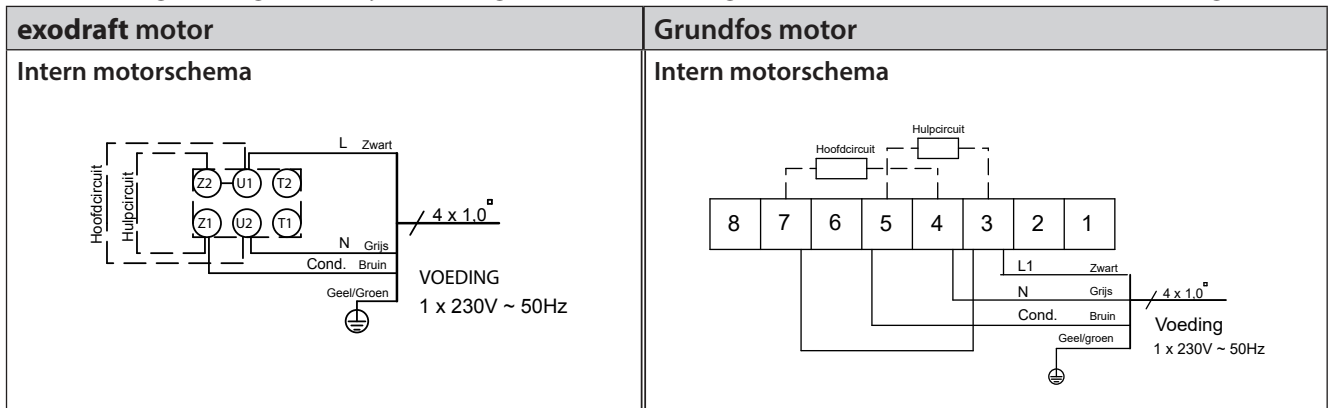 exodraft motor
Intern motorschema
L Zwart
Hoofdcircuit
Hulpcircuit
Z2 U1 T2
Z1 U2 T1
4 x 1,0
N Grijs
Cond. Bruin
VOEDING
Geel/Groen
1 x 230V ~ 50Hz
Grundfos motor
Intern motorschema
Hulpcircuit
Hoofdcircuit
8 7 6 5 4 3 2 1
L1 Zwart
N Grijs
4 x 1,0
Cond. Bruin
Voeding
Geel/groen
1 x 230V ~ 50Hz